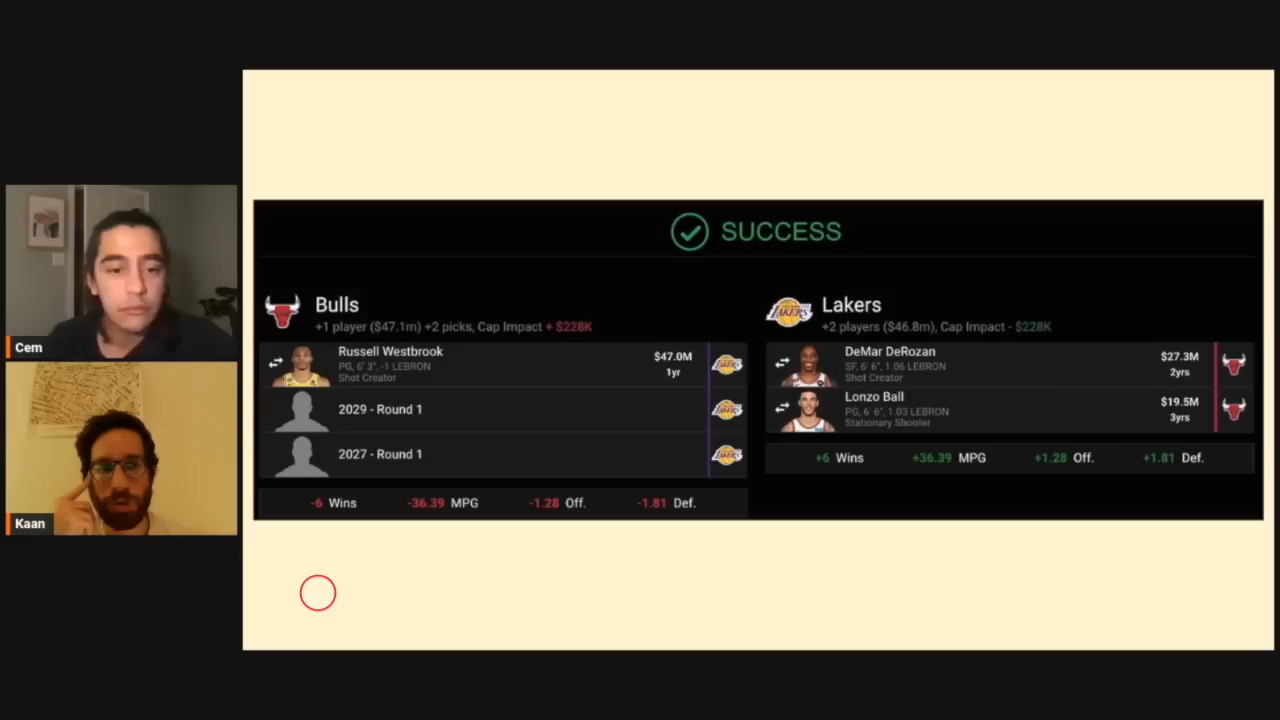 Cem
Kaan
SUCCESS
Bulls
+1 player ($47.1m) +2 picks, Cap Impact + $228K
Russell Westbrook
PG, 6' 3", -1 LEBRON
Shot Creator
$47.0M
1yr
2029 - Round 1
2027 - Round 1
-6 Wins -36.39 MPG -1.28 Off. -1.81 Def.
Lakers
+2 players ($46.8m), Cap Impact - $228K
DeMar DeRozan
SF, 6' 6", 1.06 LEBRON
Shot Creator
$27.3M
2yrs
Lonzo Ball
PG, 6' 6", 1.03 LEBRON
Stationary Shooter
$19.5M
3yrs
+6 Wins +36.39 MPG +1.28 Off. +1.81 Def.